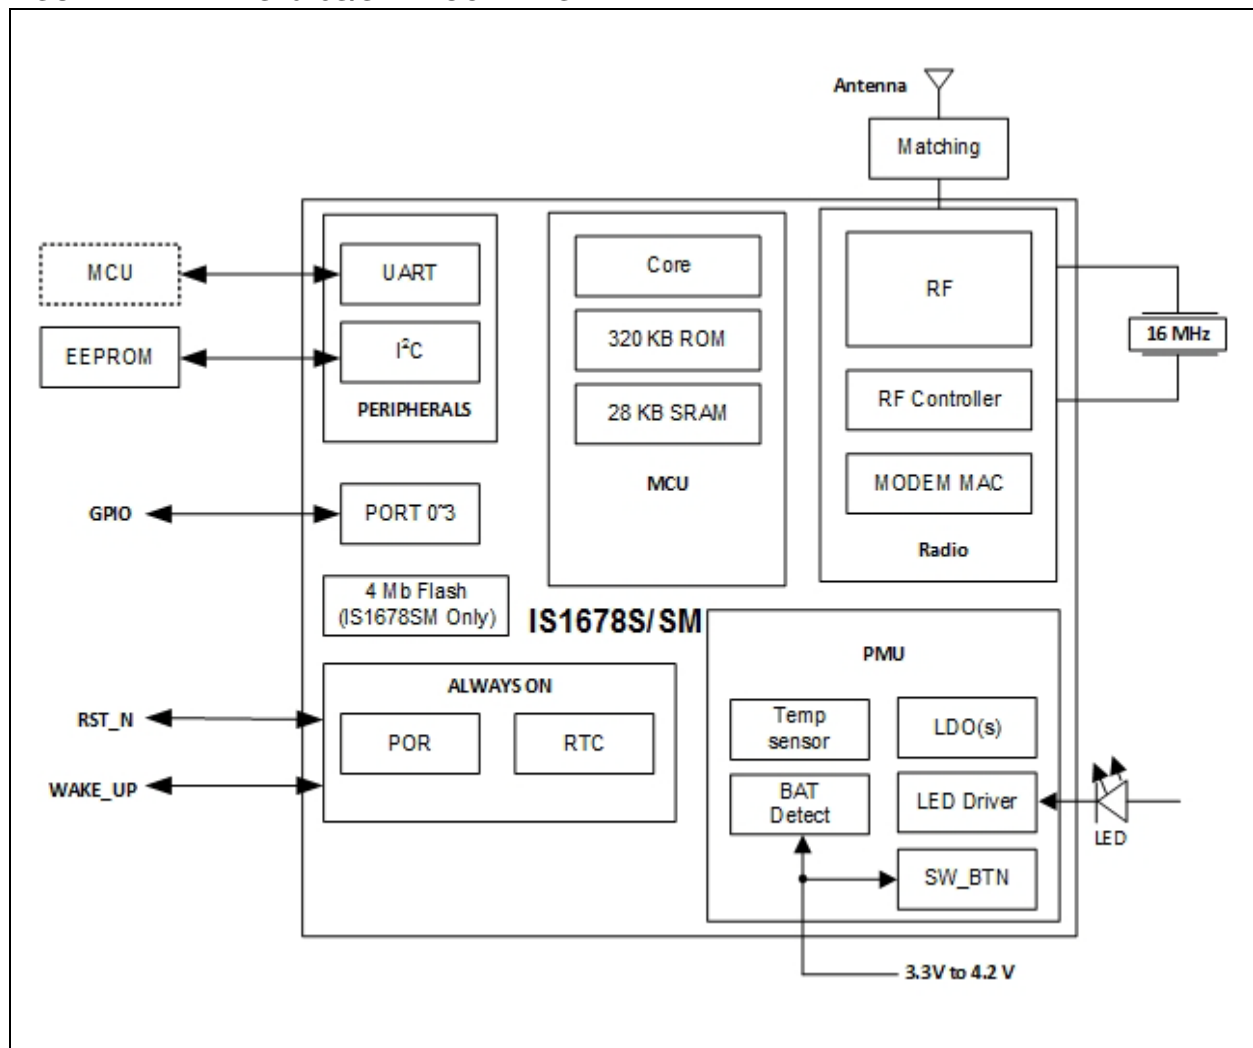 Antenna
Matching
MCU
EEPROM
UART
I²C
PERIPHERALS
Core
320 KB ROM
28 KB SRAM
MCU
RF
RF Controller
MODEM MAC
Radio
16 MHz
GPIO
PORT 0~3
4 Mb Flash
(IS1678SM Only)
IS1678S/SM
ALWAYS ON
POR
RTC
RST_N
WAKE_UP
PMU
Temp
sensor
LDO(s)
BAT
Detect
LED Driver
SW_BTN
LED
3.3V to 4.2 V